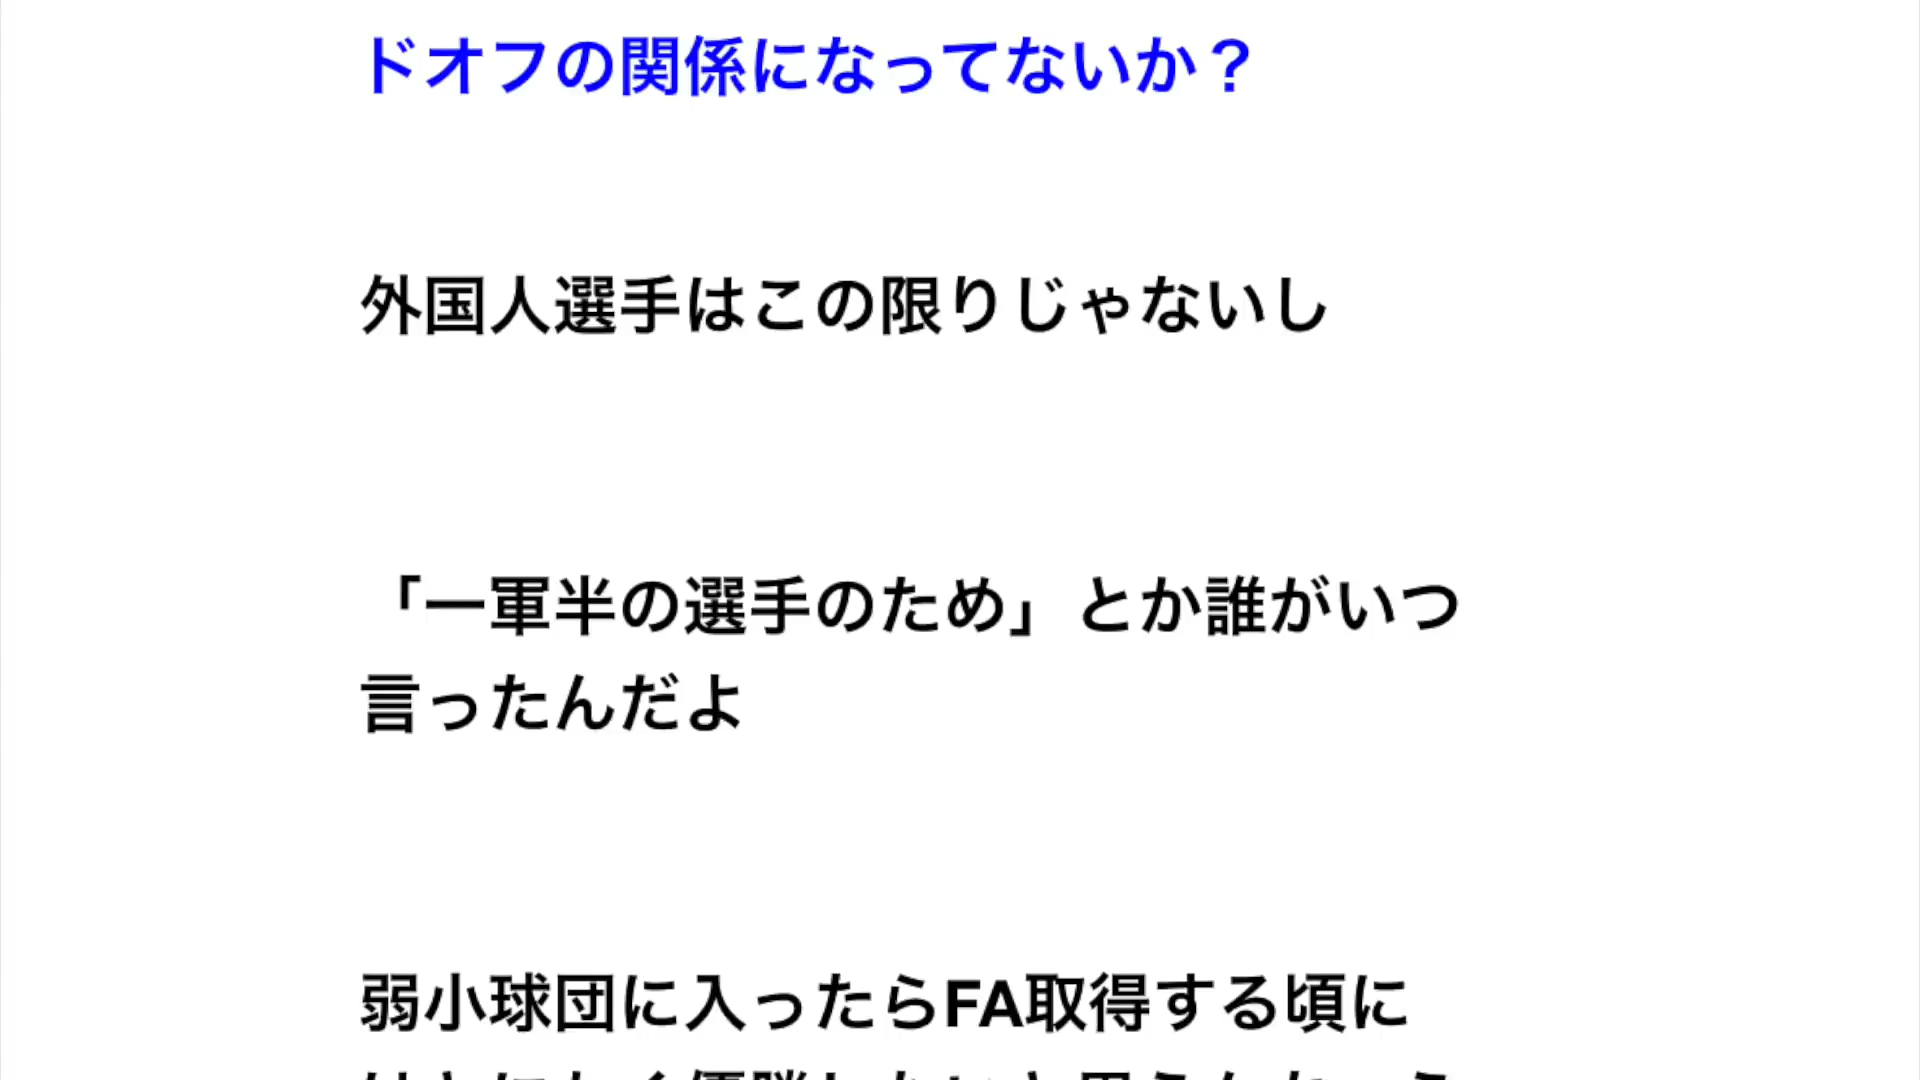 ドオフの関係になってないか？
外国人選手はこの限りじゃないし
「一軍半の選手のため」とか誰がいつ
言ったんだよ
弱小球団に入ったらFA取得する頃に